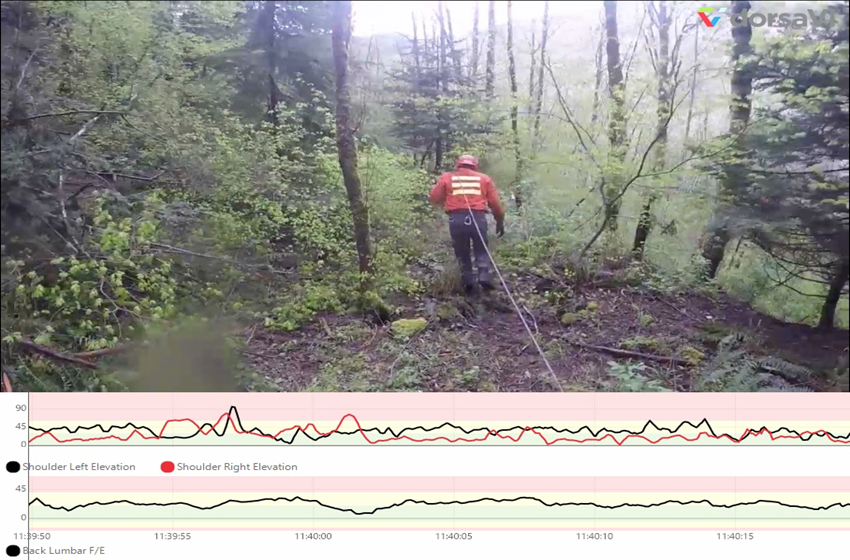 dorsaVi
90
45
0
Shoulder Left Elevation Shoulder Right Elevation
45
0
11:39:50 11:39:55 11:40:00 11:40:05 11:40:10 11:40:15
Back Lumbar F/E